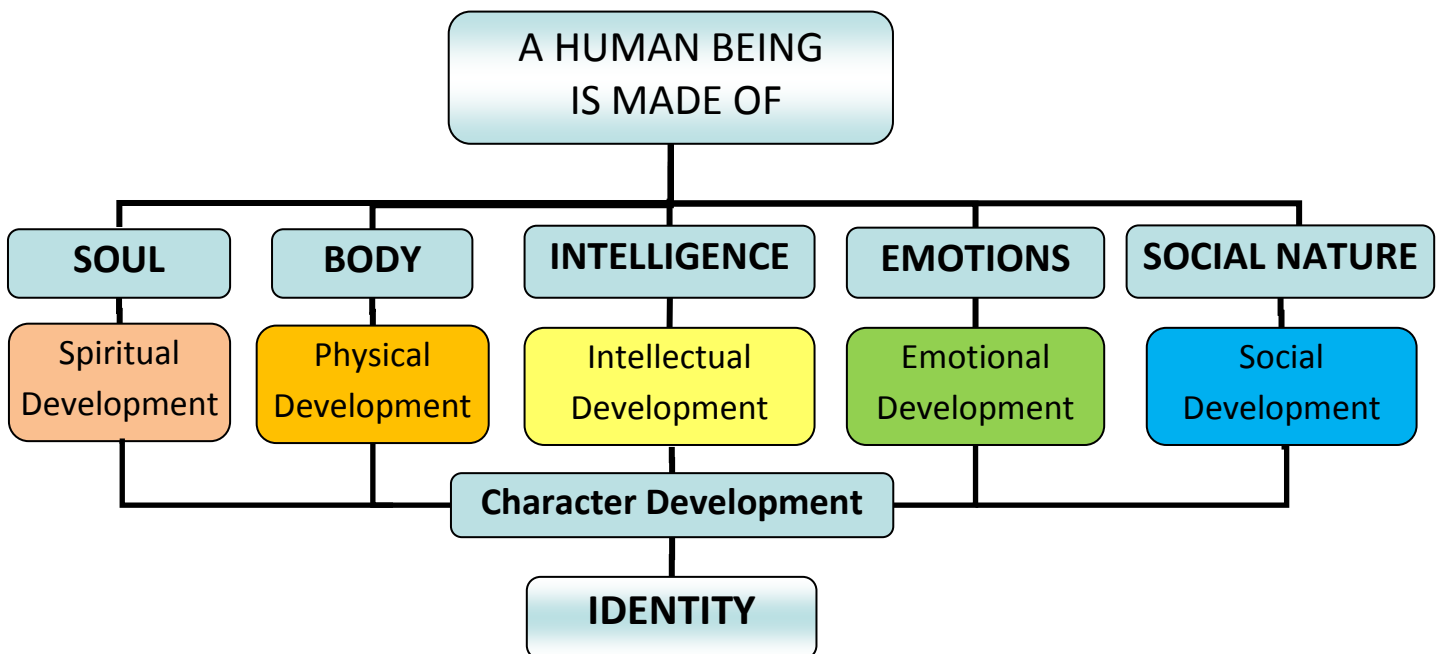 A HUMAN BEING
IS MADE OF
SOUL
BODY
INTELLIGENCE
EMOTIONS
SOCIAL NATURE
Spiritual
Development
Physical
Development
Intellectual
Development
Emotional
Development
Social
Development
Character Development
IDENTITY